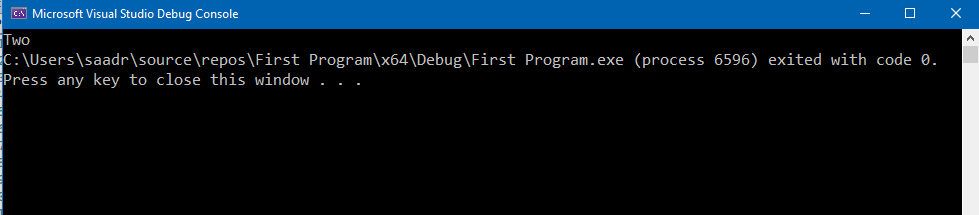 Microsoft Visual Studio Debug Console
Two
C:\Users\saadr\source\repos\First Program\x64\Debug\First Program.exe (process 6596) exited with code 0.
Press any key to close this window . . .